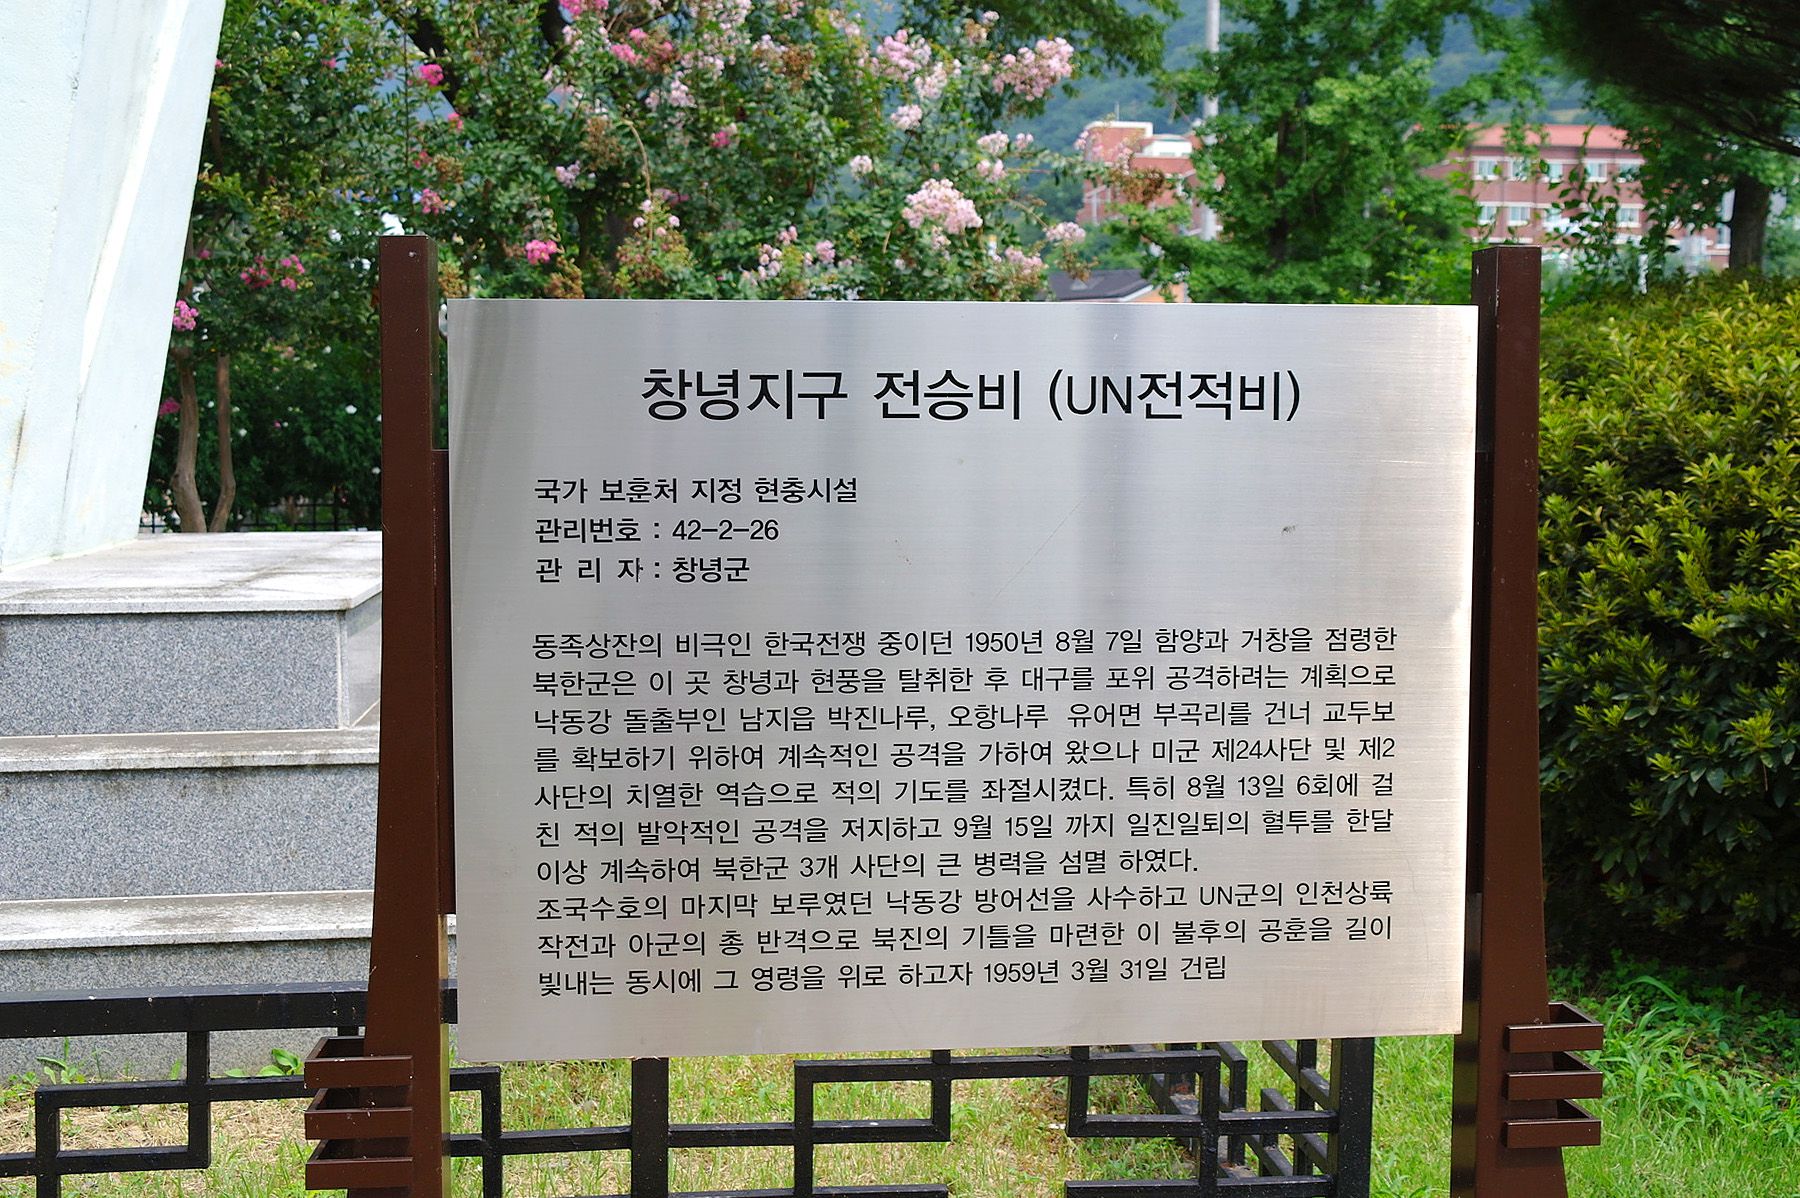 창녕지구 전승비 (UN전적비)
국가 보훈처 지정 현충시설
관리번호 : 42-2-26
관 리 자 : 창녕군
동족상잔의 비극인 한국전쟁 중이던 1950년 8월 7일 함양과 거창을 점령한
북한군은 이 곳 창녕과 현풍을 탈취한 후 대구를 포위 공격하려는 계획으로
낙동강 돌출부인 남지읍 박진나루, 오항나루 유어면 부곡리를 건너 교두보
를 확보하기 위하여 계속적인 공격을 가하여 왔으나 미군 제24사단 및 제2
사단의 치열한 역습으로 적의 기도를 좌절시켰다. 특히 8월 13일 6회에 걸
친 적의 발악적인 공격을 저지하고 9월 15일 까지 일진일퇴의 혈투를 한달
이상 계속하여 북한군 3개 사단의 큰 병력을 섬멸 하였다.
조국수호의 마지막 보루였던 낙동강 방어선을 사수하고 UN군의 인천상륙
작전과 아군의 총 반격으로 북진의 기틀을 마련한 이 불후의 공훈을 길이
빛내는 동시에 그 영령을 위로 하고자 1959년 3월 31일 건립